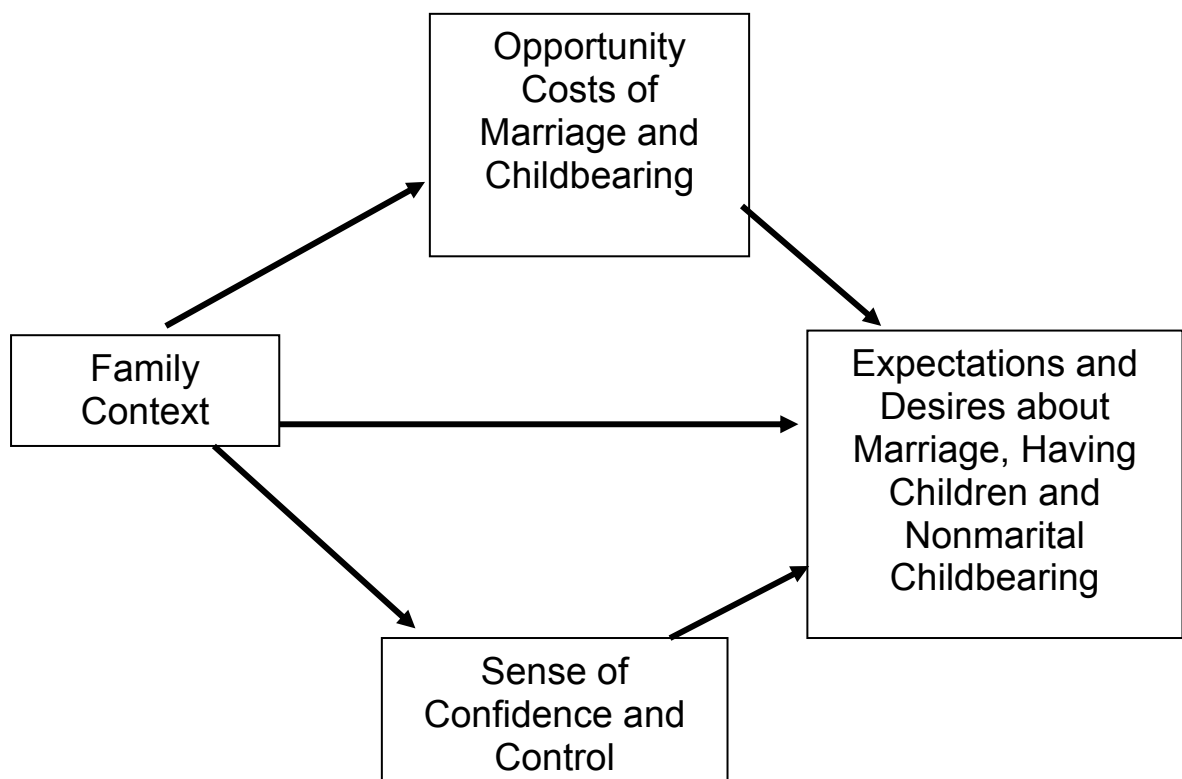 Opportunity
Costs of
Marriage and
Childbearing
Family
Context
Expectations and
Desires about
Marriage, Having
Children and
Nonmarital
Childbearing
Sense of
Confidence and
Control